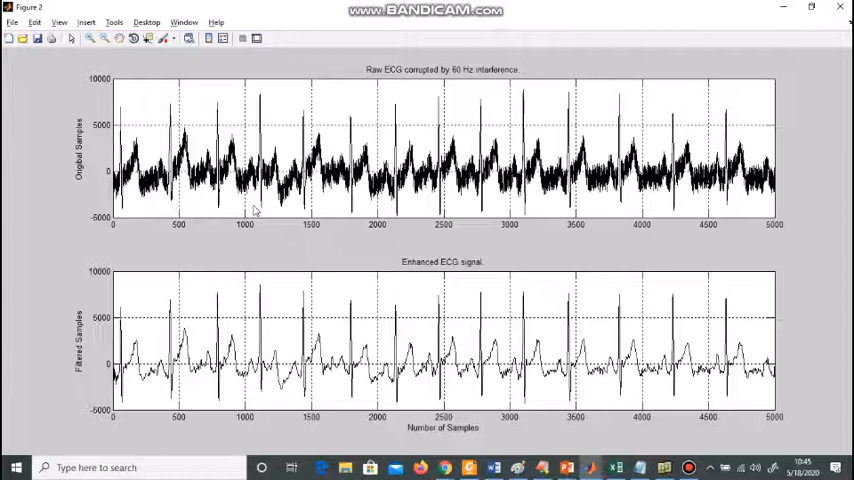 Figure 2
www.BANDICAM.com
File Edit View Insert Tools Desktop Window Help
Raw ECG corrupted by 60 Hz interference.
10000
5000
0
-5000
Original Samples
0 500 1000 1500 2000 2500 3000 3500 4000 4500 5000
Enhanced ECG signal.
10000
5000
0
-5000
Filtered Samples
0 500 1000 1500 2000 2500 3000 3500 4000 4500 5000
Number of Samples
Type here to search
10:45
5/18/2020